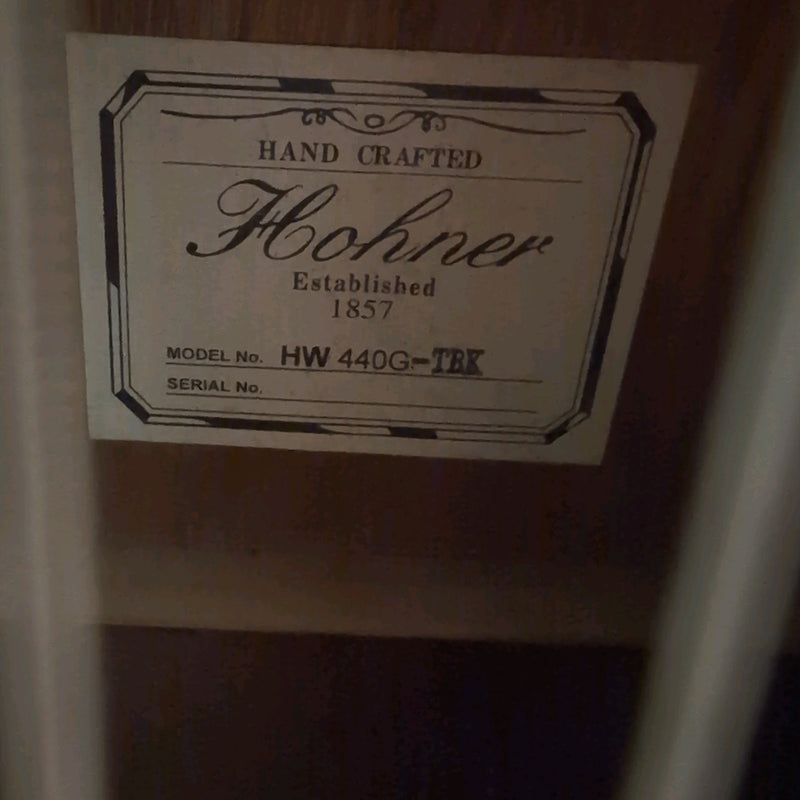 HAND CRAFTED
Hohner
Established
1857
MODEL No. HW 440G-TBK
SERIAL No.